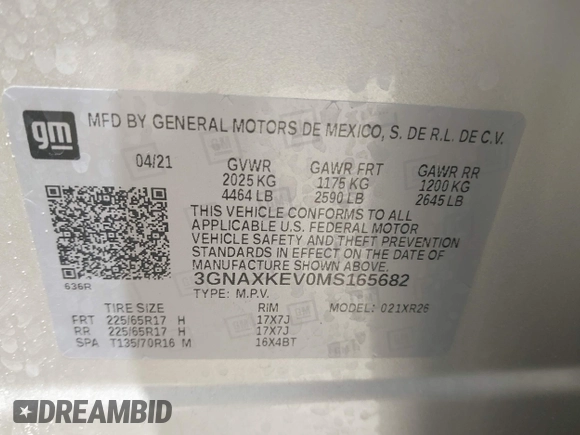 gm
MFD BY GENERAL MOTORS DE MEXICO, S. DE R.L. DE C.V.
04/21 GVWR GAWR FRT GAWR RR
2025 KG 1175 KG 1200 KG
4464 LB 2590 LB 2645 LB
THIS VEHICLE CONFORMS TO ALL
APPLICABLE U.S. FEDERAL MOTOR
VEHICLE SAFETY AND THEFT PREVENTION
STANDARDS IN EFFECT ON THE DATE OF
MANUFACTURE SHOWN ABOVE.
3GNAXKEV0MS165682
636R
TYPE: M.P.V. MODEL: 021XR26
TIRE SIZE RIM
FRT 225/65R17 H 17X7J
RR 225/65R17 H 17X7J
SPA T135/70R16 M 16X4BT
DREAMBID